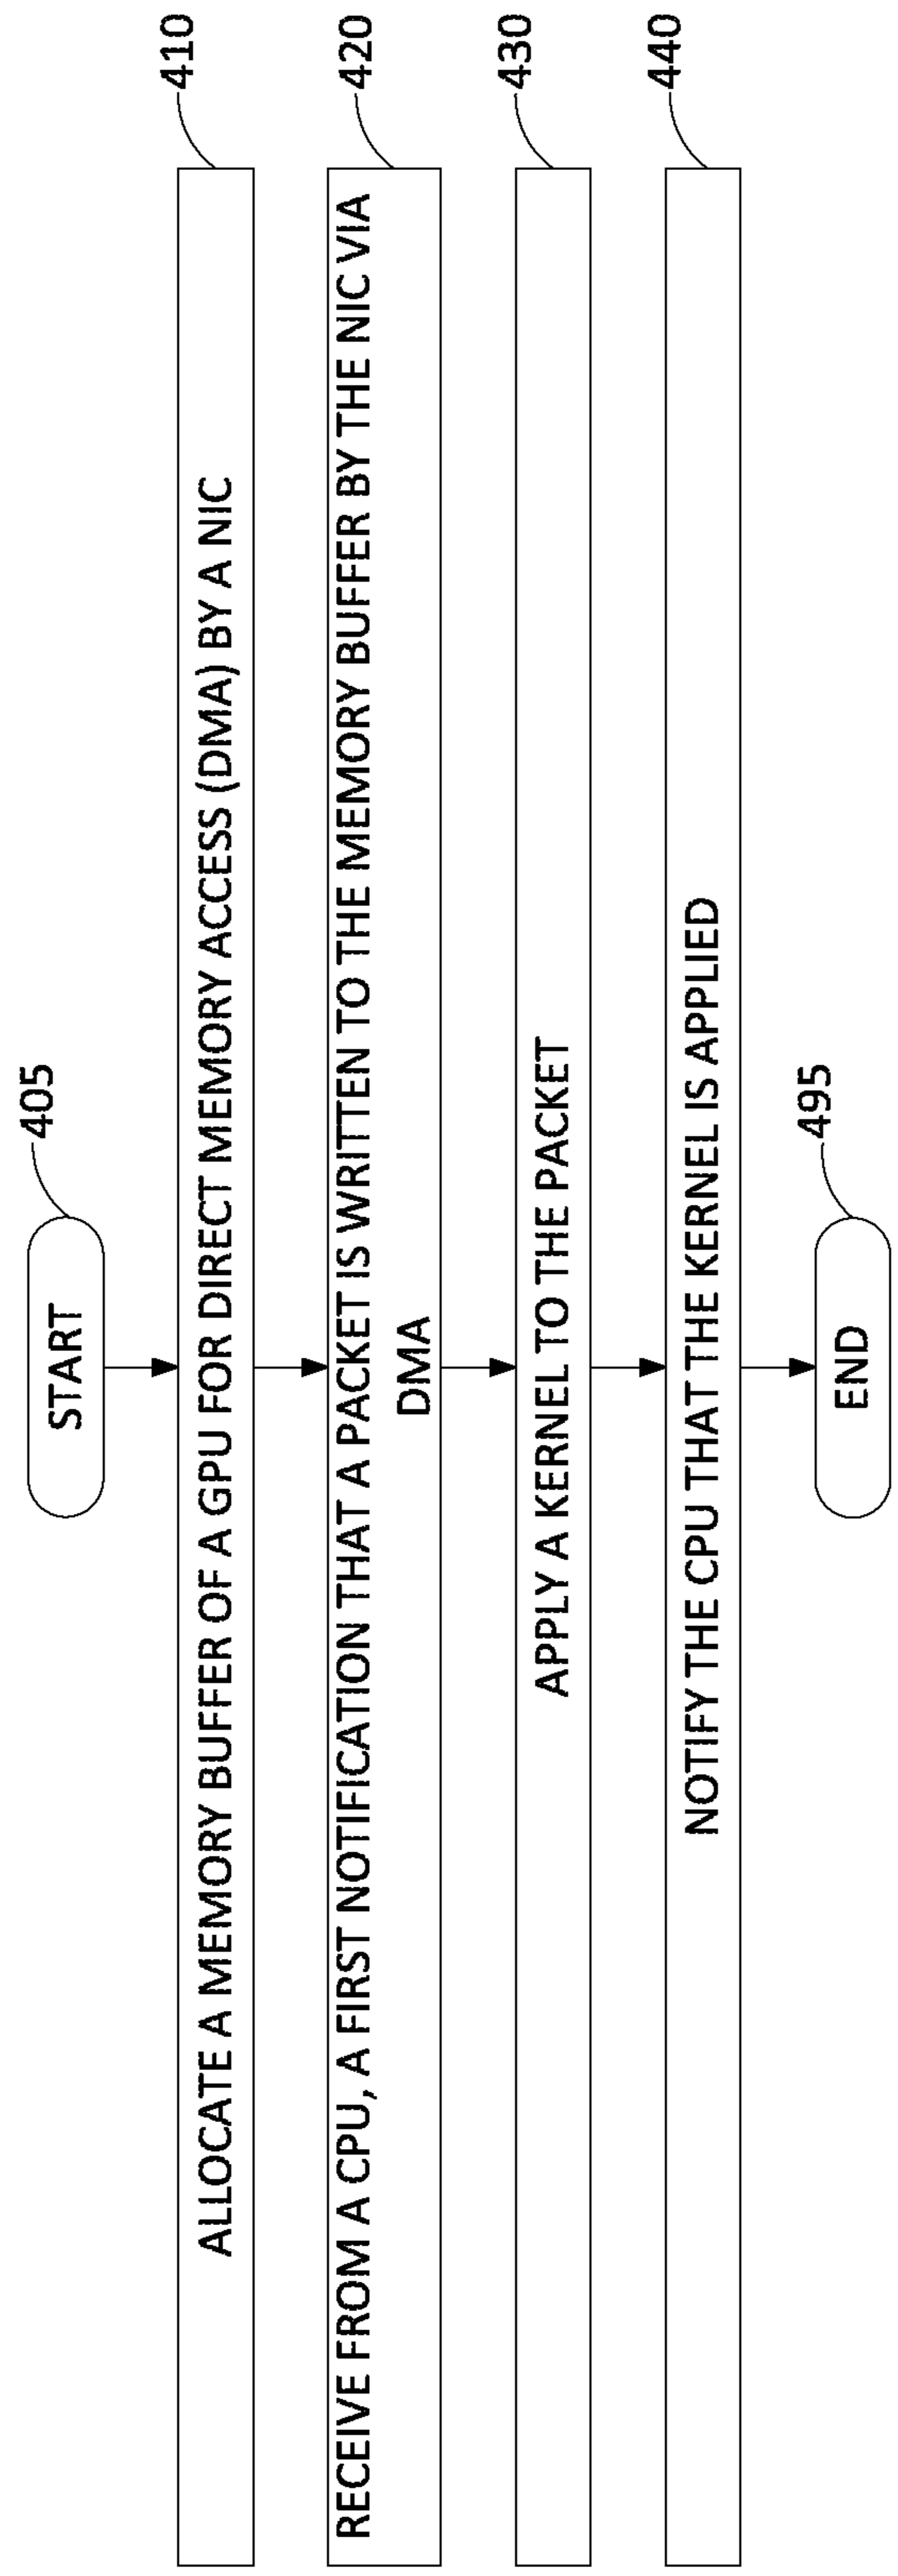 405
START
410
ALLOCATE A MEMORY BUFFER OF A GPU FOR DIRECT MEMORY ACCESS (DMA) BY A NIC
420
RECEIVE FROM A CPU, A FIRST NOTIFICATION THAT A PACKET IS WRITTEN TO THE MEMORY BUFFER BY THE NIC VIA
DMA
430
APPLY A KERNEL TO THE PACKET
440
NOTIFY THE CPU THAT THE KERNEL IS APPLIED
495
END